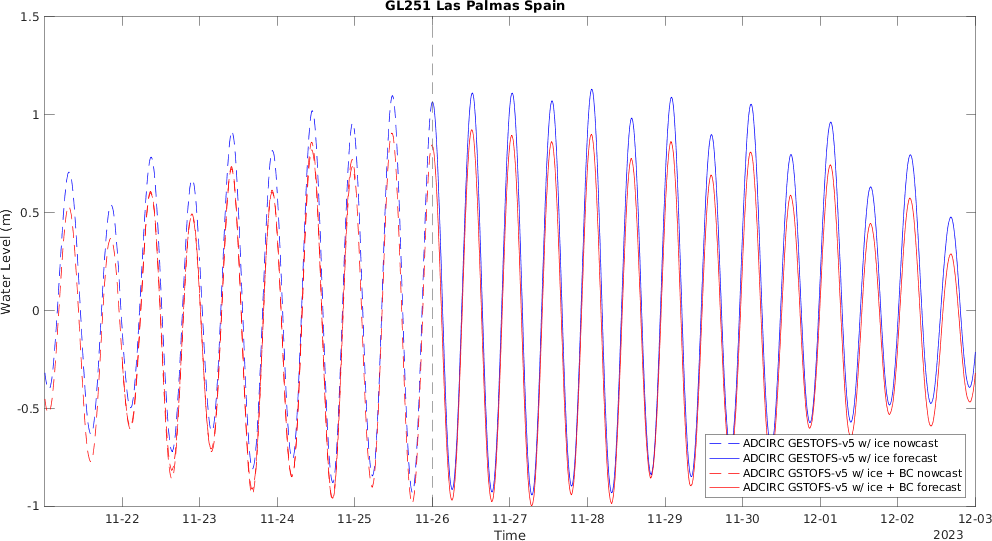 GL251 Las Palmas Spain
1.5
1
0.5
0
-0.5
-1
Water Level (m)
ADCIRC GESTOFS-v5 w/ ice nowcast
ADCIRC GESTOFS-v5 w/ ice forecast
ADCIRC GSTOFS-v5 w/ ice + BC nowcast
ADCIRC GSTOFS-v5 w/ ice + BC forecast
11-22 11-23 11-24 11-25 11-26 11-27 11-28 11-29 11-30 12-01 12-02 12-03
Time
2023